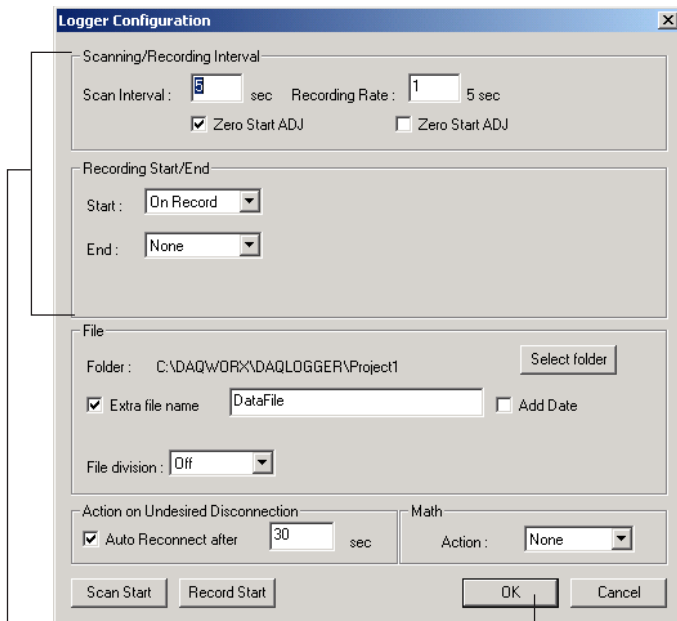 Logger Configuration
Scanning/Recording Interval
Scan Interval : 5 sec Recording Rate : 1 5 sec
Zero Start ADJ Zero Start ADJ
Recording Start/End
Start : On Record
End : None
File
Folder : C:\DAQWORX\DAQLOGGER\Project1 Select folder
Extra file name DataFile Add Date
File division : Off
Action on Undesired Disconnection Math
Auto Reconnect after 30 sec Action : None
Scan Start Record Start OK Cancel